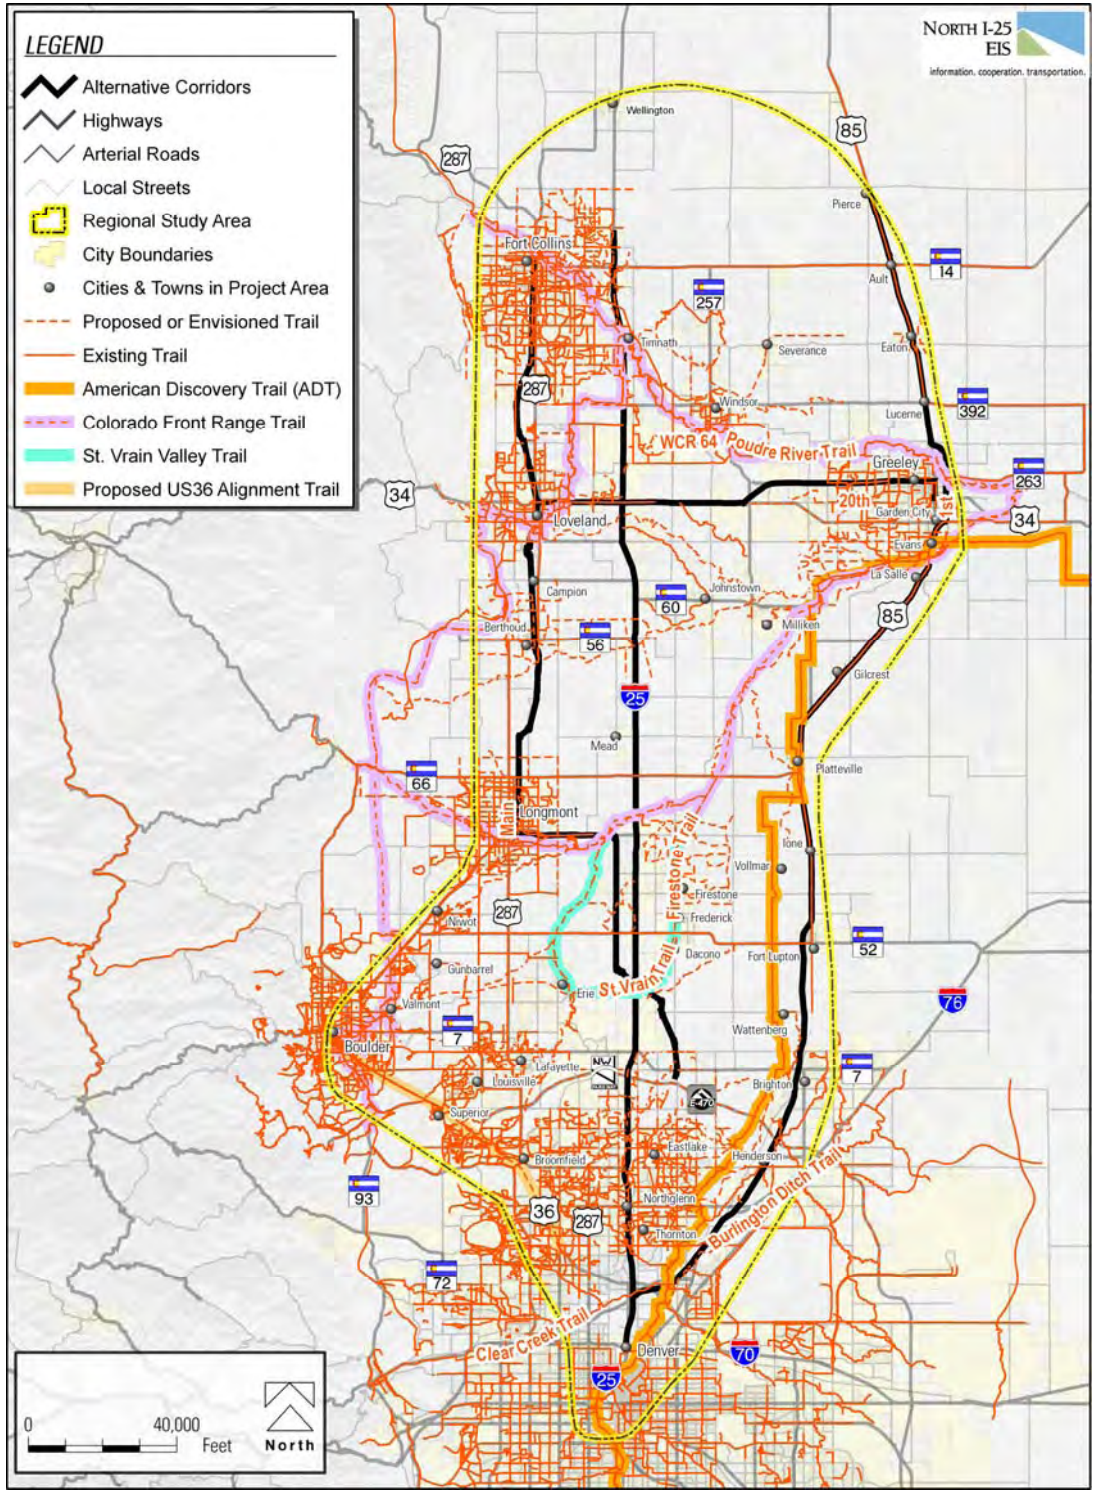 LEGEND
Alternative Corridors
Highways
Arterial Roads
Local Streets
Regional Study Area
City Boundaries
Cities & Towns in Project Area
Proposed or Envisioned Trail
Existing Trail
American Discovery Trail (ADT)
Colorado Front Range Trail
St. Vrain Valley Trail
Proposed US36 Alignment Trail
NORTH I-25
EIS
information. cooperation. transportation.
Wellington
85
287
Pierce
Fort Collins
14
Ault
257
Timnath
Severance
Eaton
287
Windsor
392
Lucerne
WCR 64
Poudre River Trail
Greeley
263
34
20th
1st
Garden City
34
Loveland
Evans
La Salle
Campion
Johnstown
60
85
Berthoud
Milliken
56
Gilcrest
25
Mead
Platteville
66
Main
Longmont
Firestone Trail
Ione
Vollmar
Firestone
Niwot
287
Frederick
52
Dacono
Fort Lupton
Gunbarrel
St. Vrain Trail
Erie
76
Valmont
Wattenberg
7
Boulder
Lafayette
NW
7
7
Louisville
Brighton
E-470
Superior
Eastlake
Broomfield
Henderson
Burlington Ditch Trail
93
36
Northglenn
287
Thornton
72
Clear Creek Trail
Denver
70
25
0
40,000
Feet
North